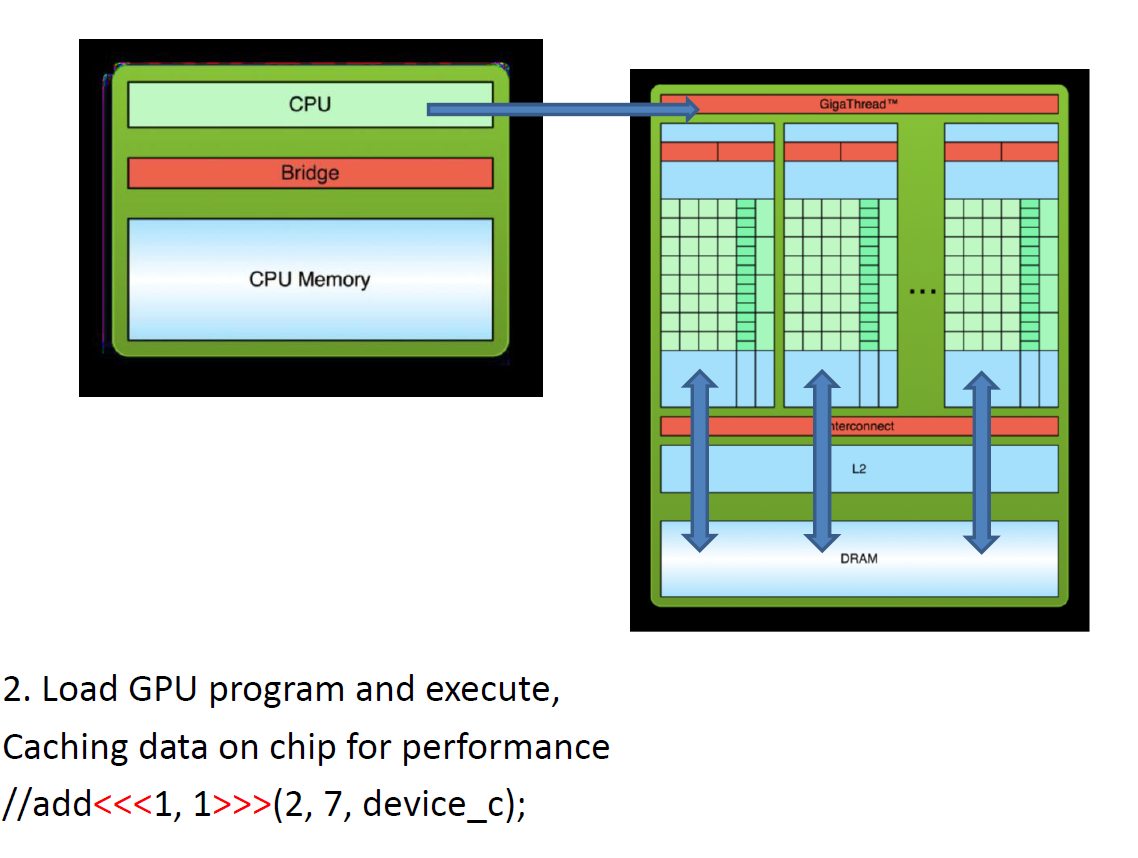 CPU
Bridge
CPU Memory
GigaThread™
...
Interconnect
L2
DRAM
2. Load GPU program and execute,
Caching data on chip for performance
//add<<<1, 1>>>(2, 7, device_c);